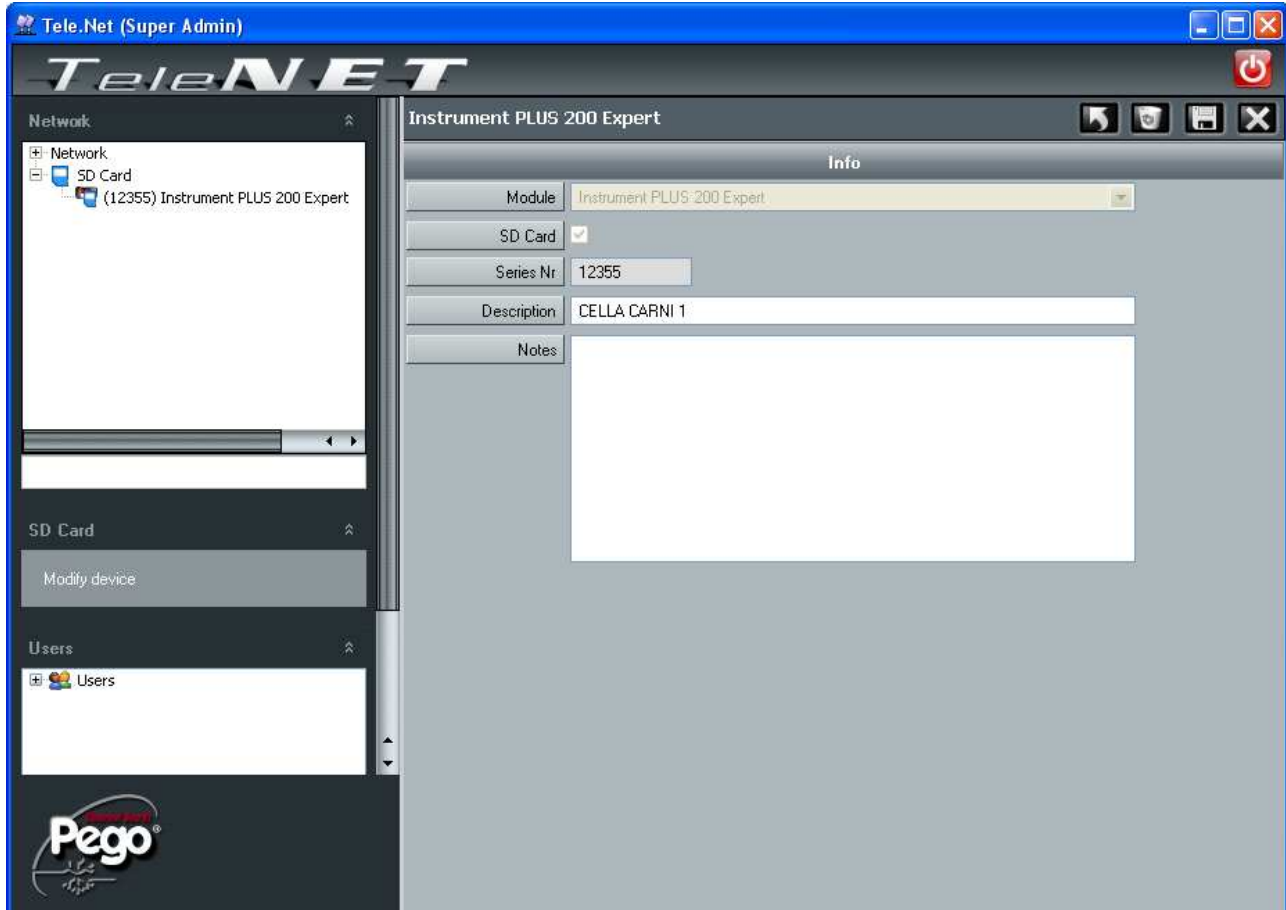 Tele.Net (Super Admin)
TeleNET
Network
Network
SD Card
(12355) Instrument PLUS 200 Expert
SD Card
Modify device
Users
Users
Pego®
Instrument PLUS 200 Expert
Info
Module Instrument PLUS 200 Expert
SD Card
Series Nr 12355
Description CELLA CARNI 1
Notes